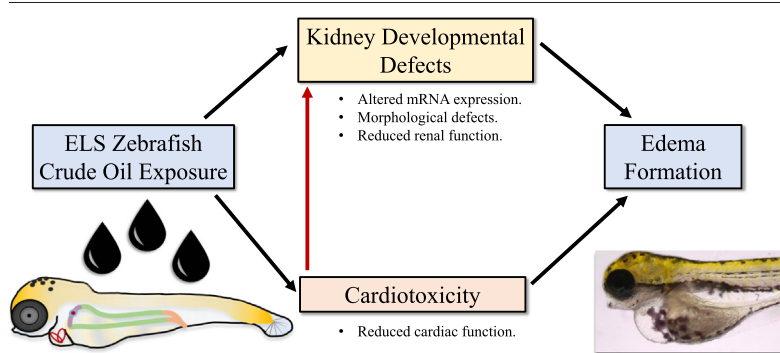 Kidney Developmental
Defects
• Altered mRNA expression.
• Morphological defects.
• Reduced renal function.
ELS Zebrafish
Crude Oil Exposure
Edema
Formation
Cardiotoxicity
• Reduced cardiac function.